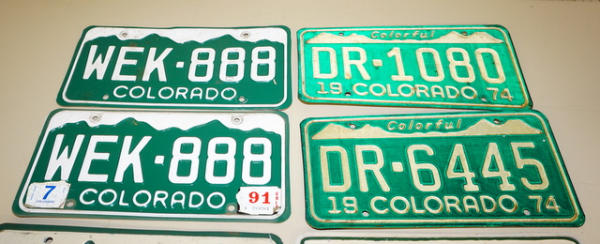 WEK·888
COLORADO
Colorful
DR·1080
19 COLORADO 74
WEK·888
7 COLORADO 91
Colorful
DR·6445
19 COLORADO 74